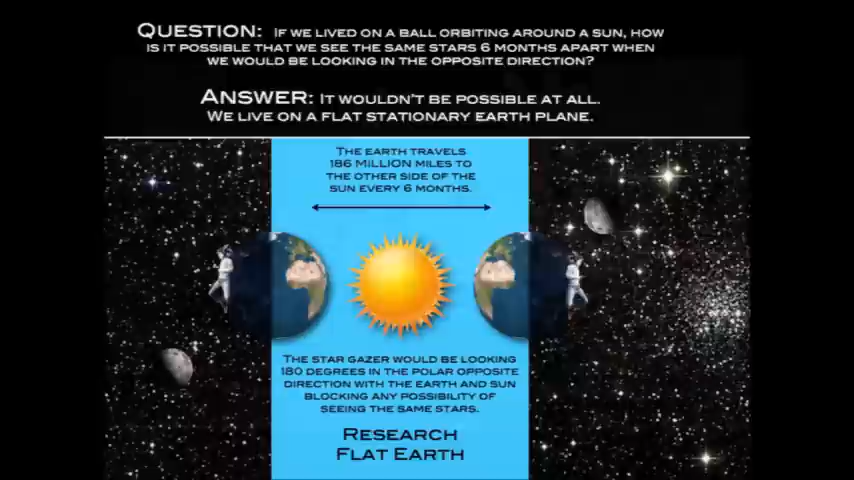 QUESTION: IF WE LIVED ON A BALL ORBITING AROUND A SUN, HOW
IS IT POSSIBLE THAT WE SEE THE SAME STARS 6 MONTHS APART WHEN
WE WOULD BE LOOKING IN THE OPPOSITE DIRECTION?
ANSWER: IT WOULDN'T BE POSSIBLE AT ALL.
WE LIVE ON A FLAT STATIONARY EARTH PLANE.
THE EARTH TRAVELS
186 MILLION MILES TO
THE OTHER SIDE OF THE
SUN EVERY 6 MONTHS.
THE STAR GAZER WOULD BE LOOKING
180 DEGREES IN THE POLAR OPPOSITE
DIRECTION WITH THE EARTH AND SUN
BLOCKING ANY POSSIBILITY OF
SEEING THE SAME STARS.
RESEARCH
FLAT EARTH